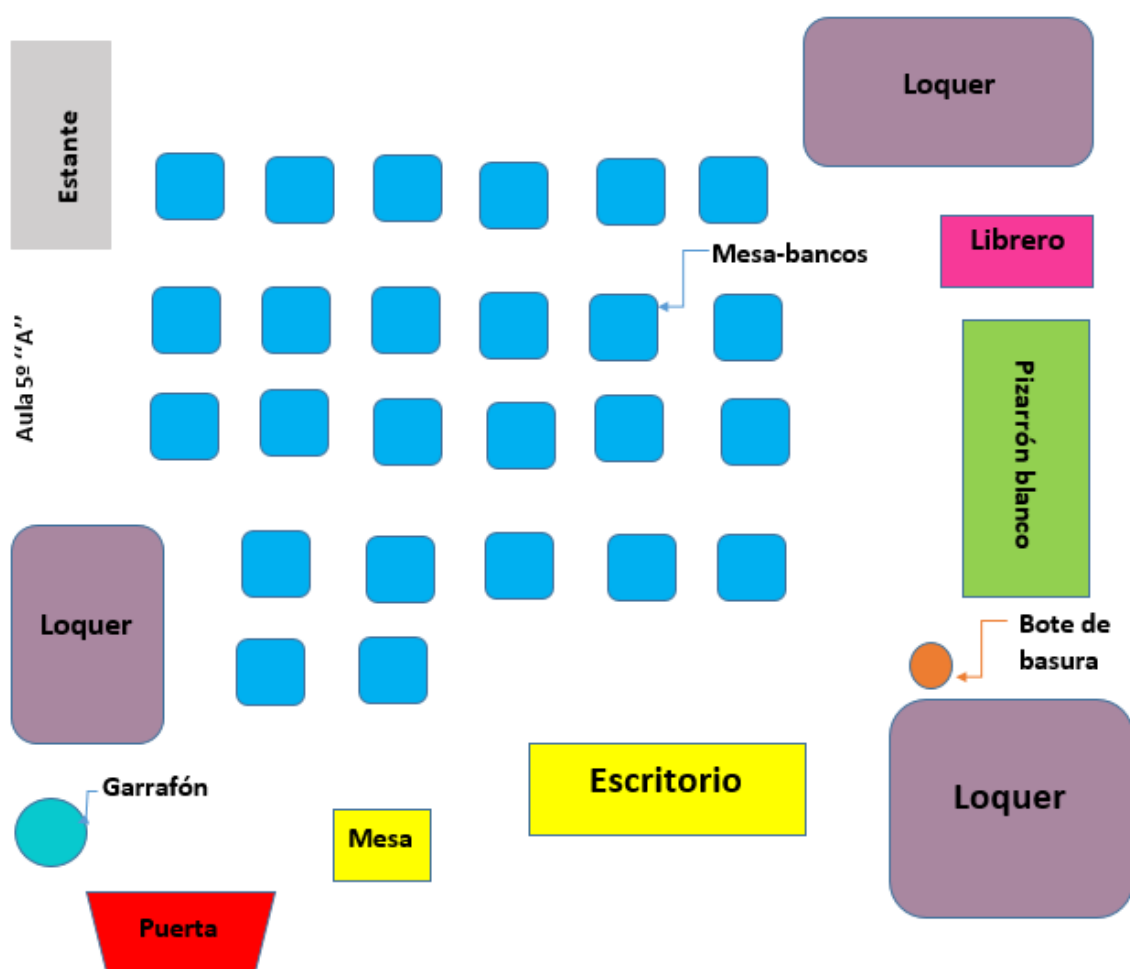 Loquer
Estante
Librero
Mesa-bancos
Aula 5º ‘‘A’’
Pizarrón blanco
Loquer
Bote de
basura
Garrafón
Escritorio
Loquer
Mesa
Puerta